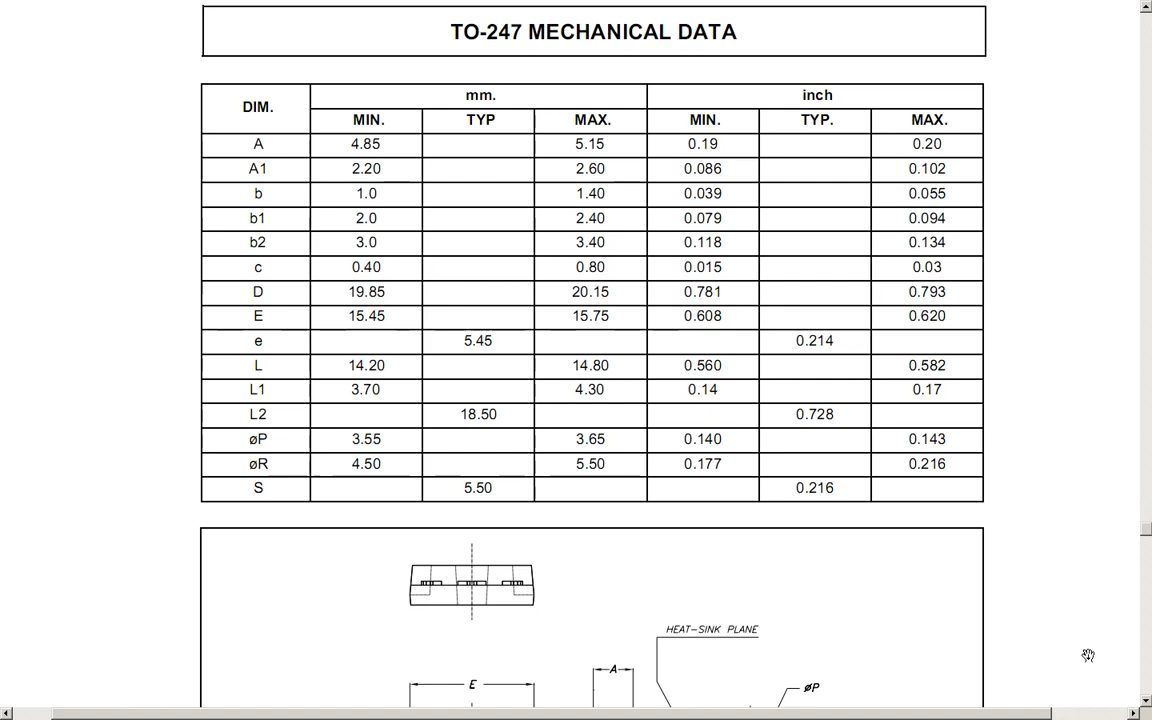 TO-247 MECHANICAL DATA
DIM. mm. inch
MIN. TYP MAX. MIN. TYP. MAX.
A 4.85 5.15 0.19 0.20
A1 2.20 2.60 0.086 0.102
b 1.0 1.40 0.039 0.055
b1 2.0 2.40 0.079 0.094
b2 3.0 3.40 0.118 0.134
c 0.40 0.80 0.015 0.03
D 19.85 20.15 0.781 0.793
E 15.45 15.75 0.608 0.620
e 5.45 0.214
L 14.20 14.80 0.560 0.582
L1 3.70 4.30 0.14 0.17
L2 18.50 0.728
øP 3.55 3.65 0.140 0.143
øR 4.50 5.50 0.177 0.216
S 5.50 0.216
HEAT-SINK PLANE
A
E
øP